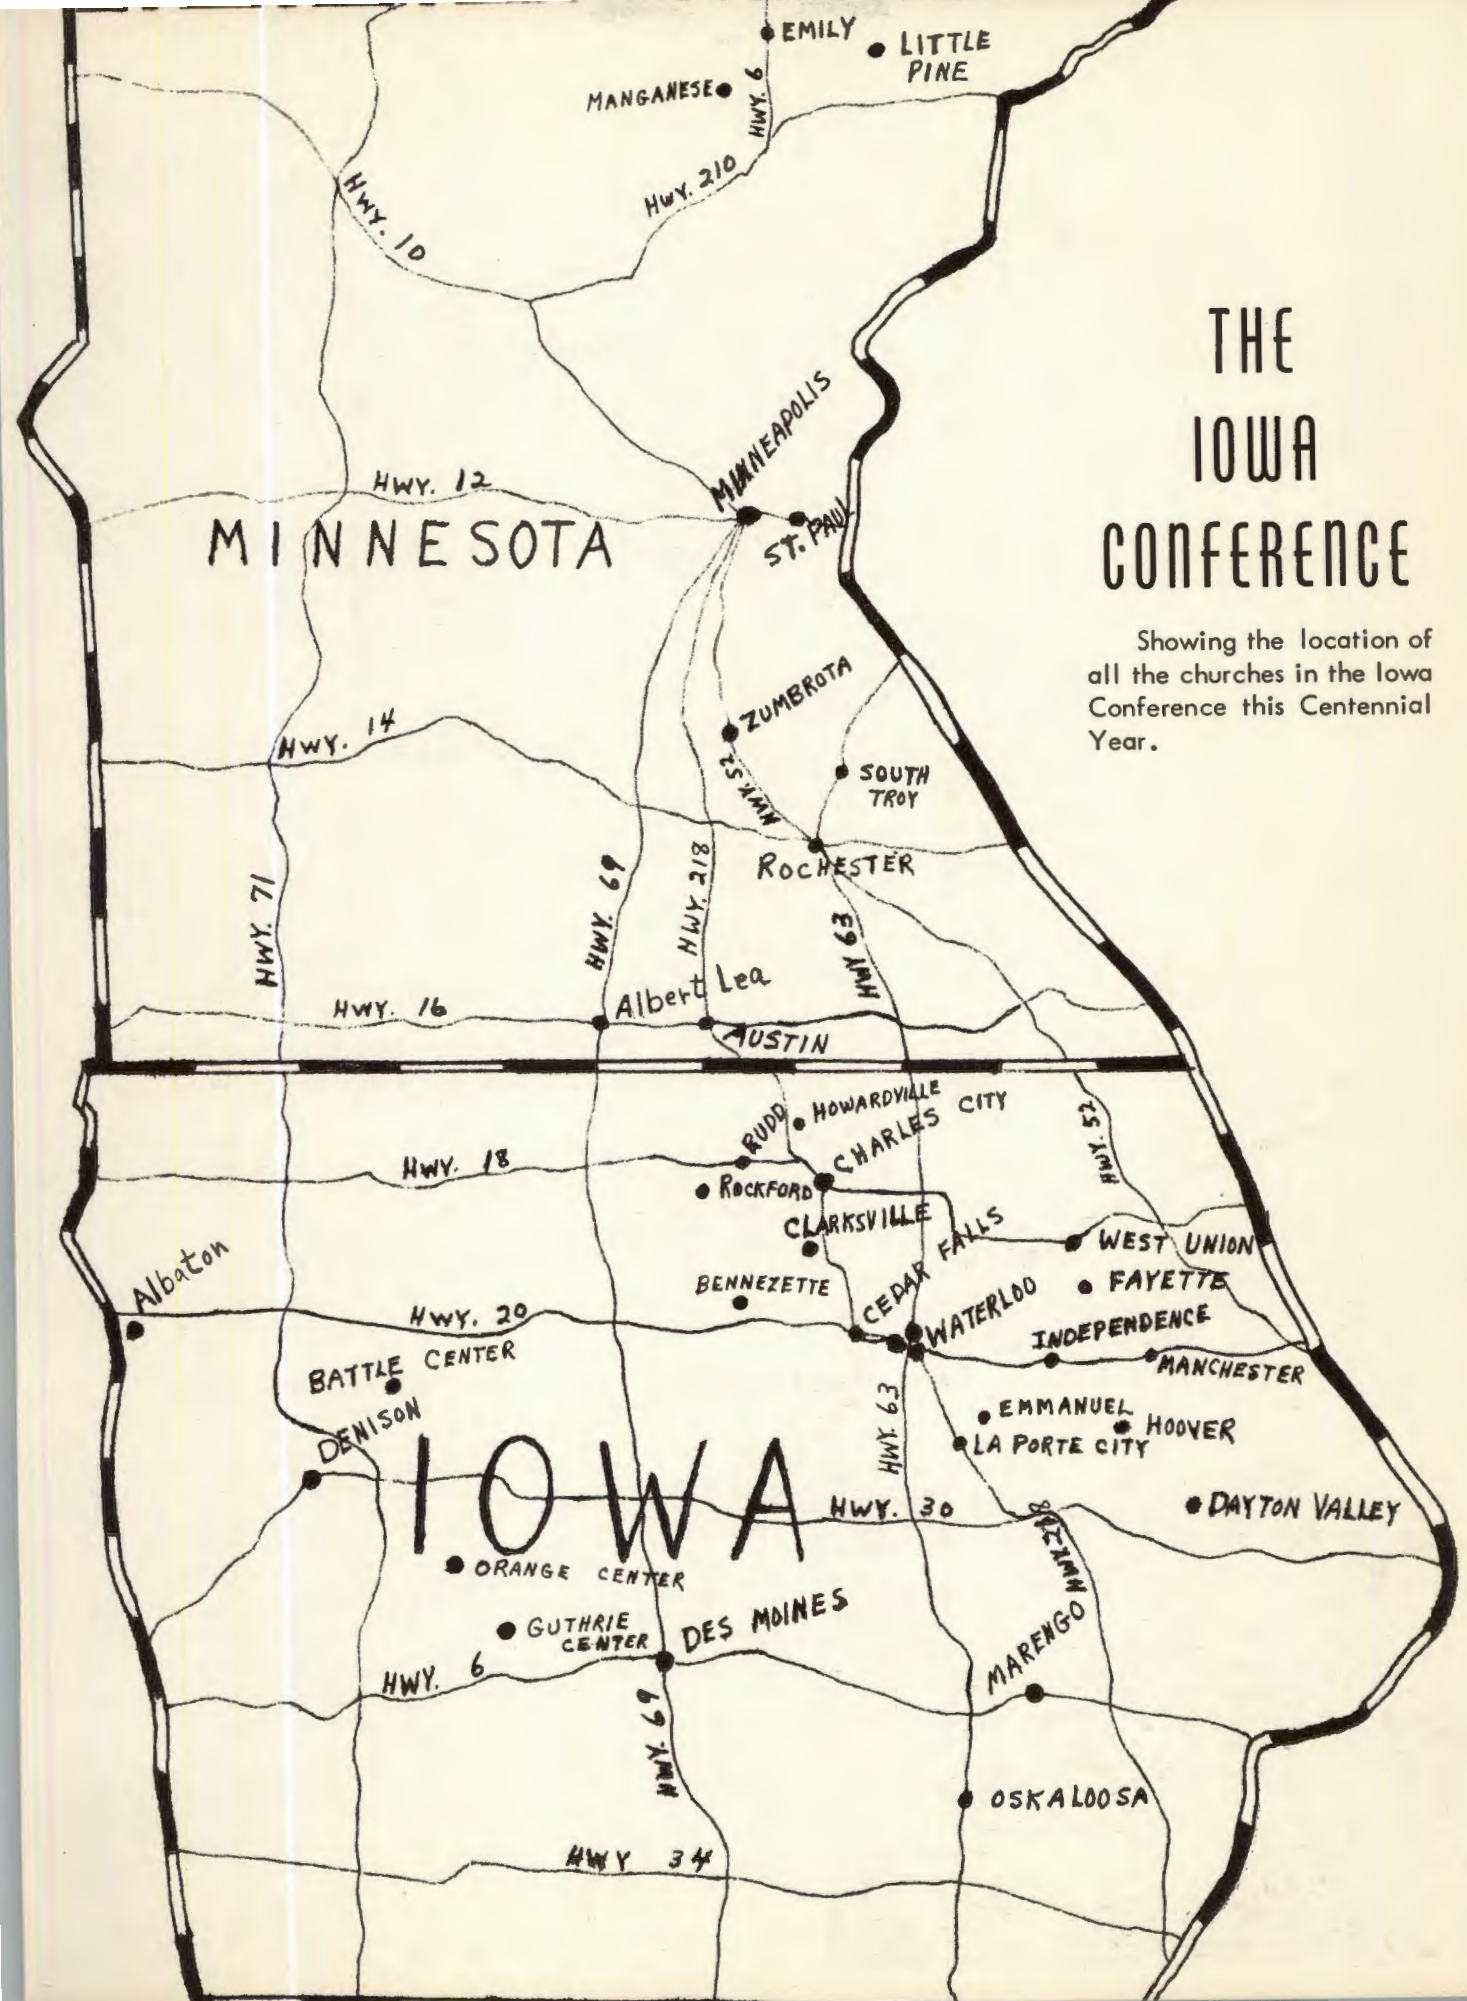 EMILY
LITTLE
PINE
MANGANESE
HWY. 6
HWY. 210
HWY. 10
THE
IOWA
CONFERENCE
Showing the location of
all the churches in the Iowa
Conference this Centennial
Year.
MINNEAPOLIS
HWY. 12
ST. PAUL
MINNESOTA
ZUMBROTA
HWY. 14
HWY. 52
SOUTH
TROY
ROCHESTER
HWY. 71
HWY. 69
HWY. 218
HWY 63
Albert Lea
HWY. 16
AUSTIN
HOWARDVILLE
RUDD
CHARLES CITY
HWY. 52
HWY. 18
ROCKFORD
CLARKSVILLE
CEDAR FALLS
WEST UNION
Albaton
BENNEZETTE
FAYETTE
HWY. 20
WATERLOO
INDEPENDENCE
MANCHESTER
BATTLE CENTER
DENISON
HWY. 63
EMMANUEL
HOOVER
LA PORTE CITY
IOWA
HWY. 30
DAYTON VALLEY
HWY. 218
ORANGE CENTER
GUTHRIE
CENTER
DES MOINES
MARENGO
HWY. 6
HWY. 69
OSKALOOSA
HWY 34